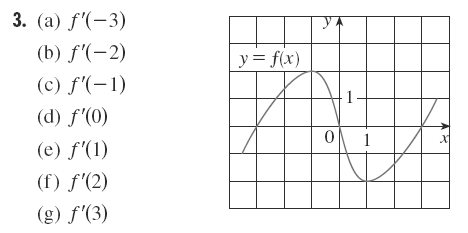 3. (a) f′(−3)
(b) f′(−2)
(c) f′(−1)
(d) f′(0)
(e) f′(1)
(f) f′(2)
(g) f′(3)
y
y = f(x)
1
0 1 x